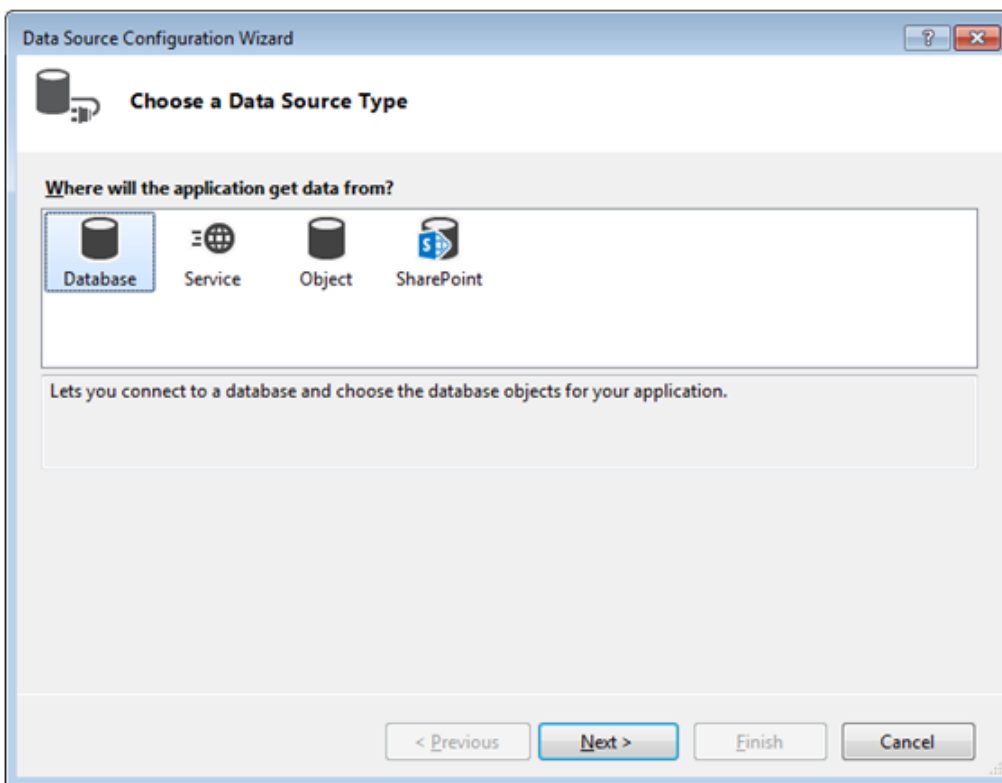 Data Source Configuration Wizard
?
Choose a Data Source Type
Where will the application get data from?
Database Service Object SharePoint
Lets you connect to a database and choose the database objects for your application.
< Previous Next > Finish Cancel